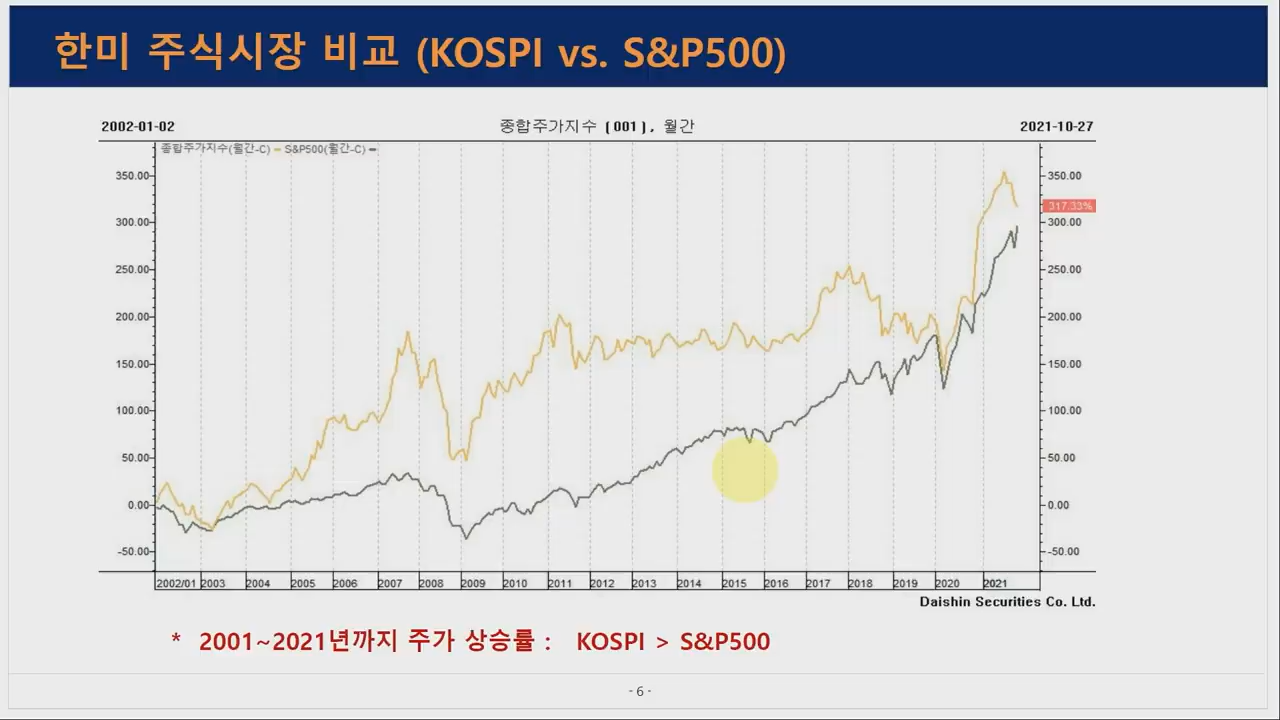 한미 주식시장 비교 (KOSPI vs. S&P500)
2002-01-02 종합주가지수 (001), 월간 2021-10-27
종합주가지수(월간-C) S&P500(월간-C)
350.00 350.00
317.33%
300.00 300.00
250.00 250.00
200.00 200.00
150.00 150.00
100.00 100.00
50.00 50.00
0.00 0.00
-50.00 -50.00
2002/01 2003 2004 2005 2006 2007 2008 2009 2010 2011 2012 2013 2014 2015 2016 2017 2018 2019 2020 2021
Daishin Securities Co. Ltd.
* 2001~2021년까지 주가 상승률 : KOSPI > S&P500
- 6 -